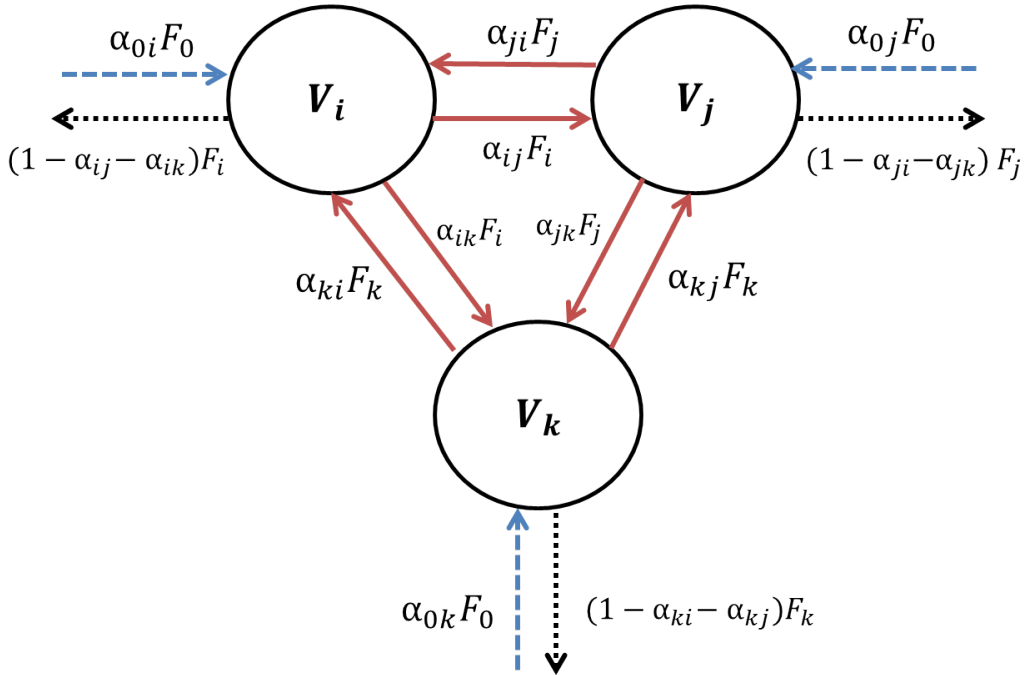 α₀ᵢF₀
αⱼᵢFⱼ
α₀ⱼF₀
Vᵢ
Vⱼ
(1 − αᵢⱼ − αᵢₖ)Fᵢ
αᵢⱼFᵢ
(1 − αⱼᵢ−αⱼₖ) Fⱼ
αₖᵢFₖ
αᵢₖFᵢ
αⱼₖFⱼ
αₖⱼFₖ
Vₖ
α₀ₖF₀
(1 − αₖᵢ− αₖⱼ)Fₖ